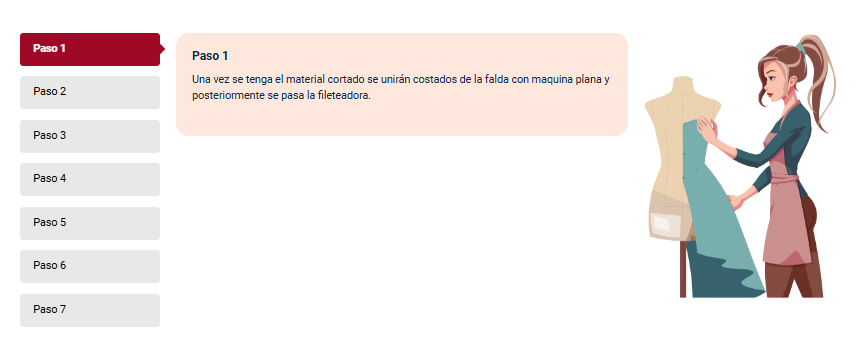 Paso 1
Paso 2
Paso 3
Paso 4
Paso 5
Paso 6
Paso 7
Paso 1
Una vez se tenga el material cortado se unirán costados de la falda con maquina plana y
posteriormente se pasa la fileteadora.